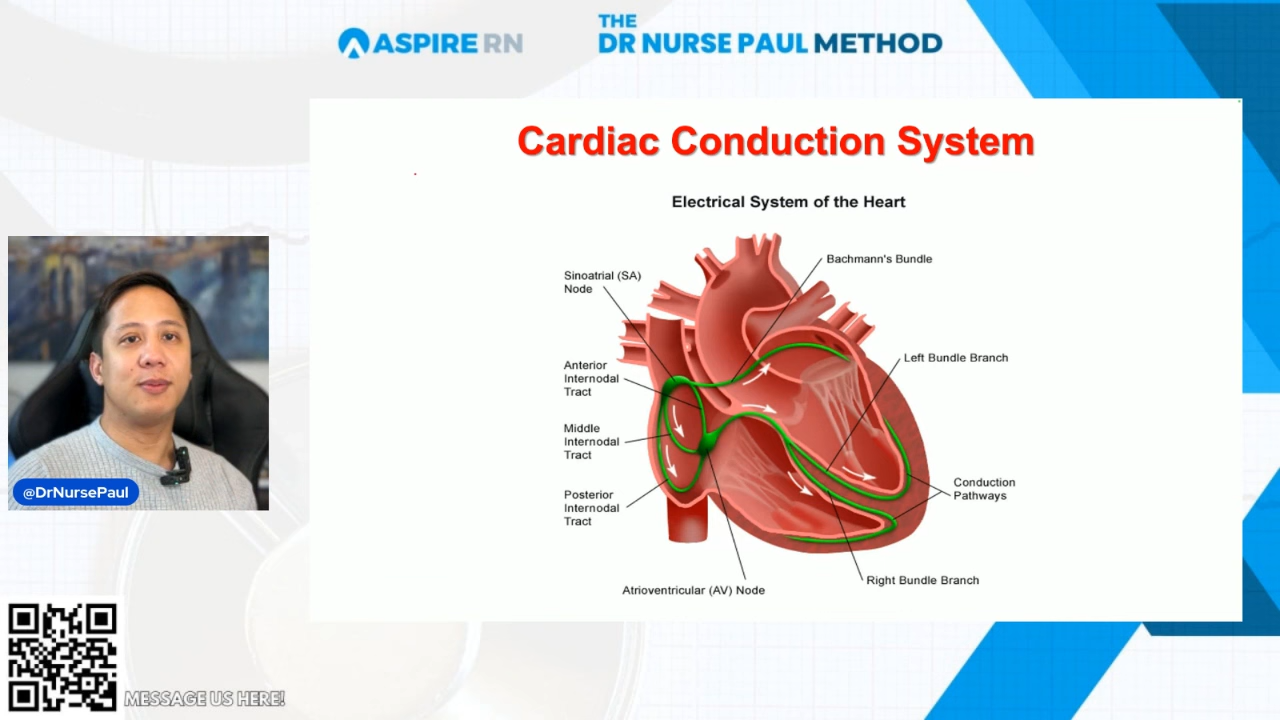 ASPIRE RN
THE
DR NURSE PAUL METHOD
Cardiac Conduction System
Electrical System of the Heart
Bachmann's Bundle
Sinoatrial (SA)
Node
Left Bundle Branch
Anterior
Internodal
Tract
Middle
Internodal
Tract
Conduction
Pathways
Posterior
Internodal
Tract
Right Bundle Branch
Atrioventricular (AV) Node
@DrNursePaul
MESSAGE US HERE!